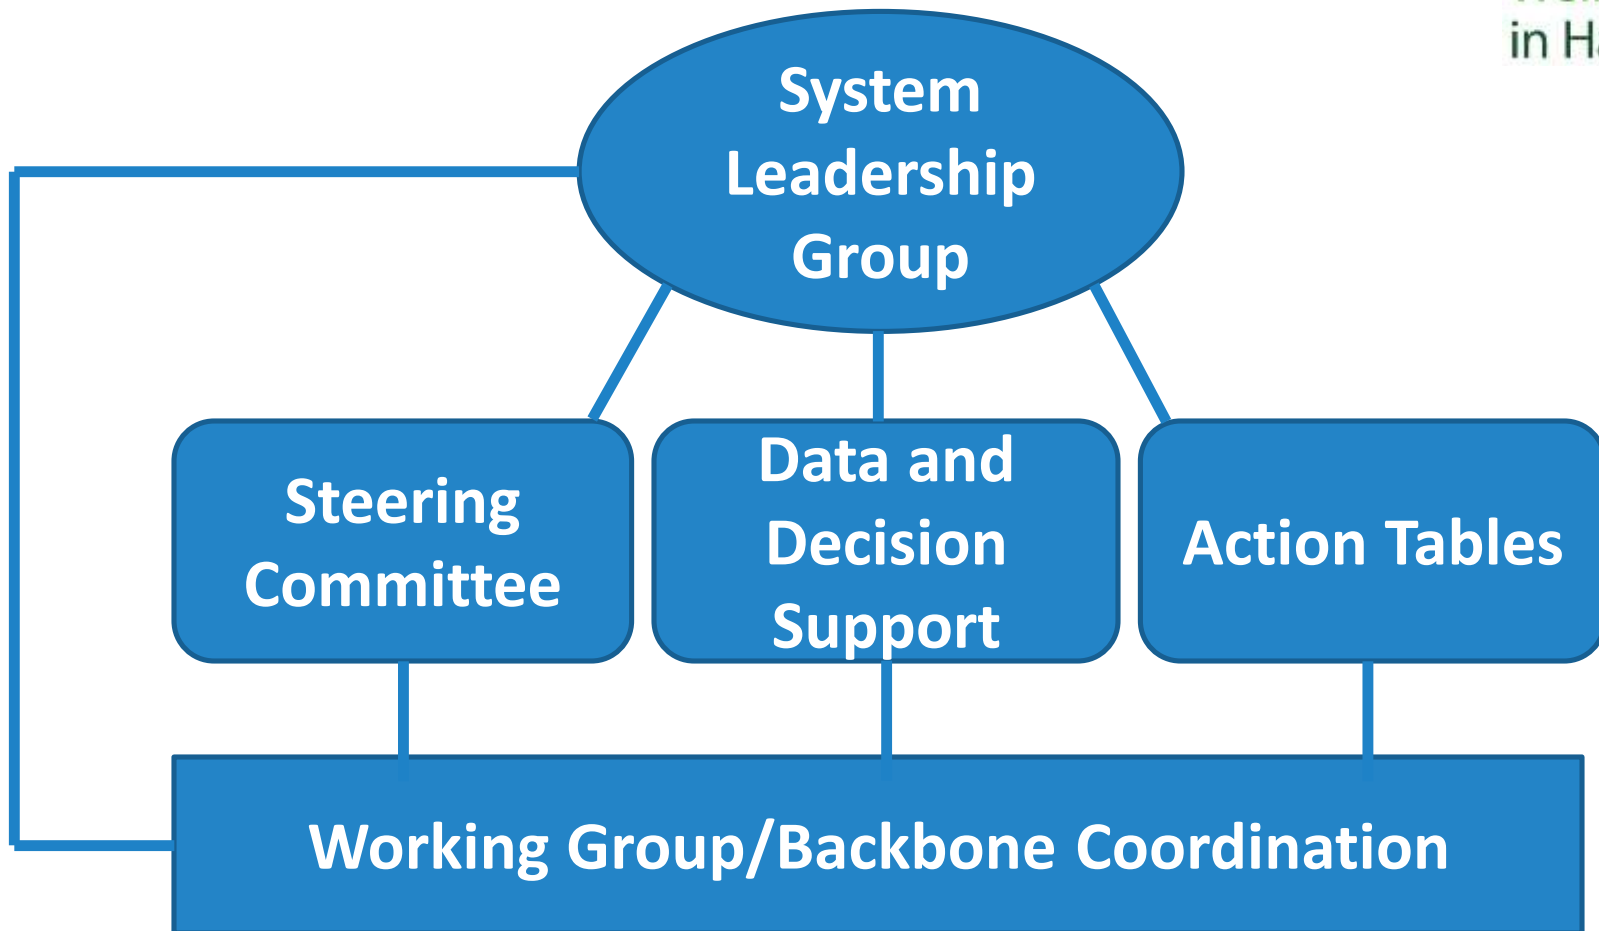 in
System
Leadership
Group
Steering
Committee
Data and
Decision
Support
Action Tables
Working Group/Backbone Coordination